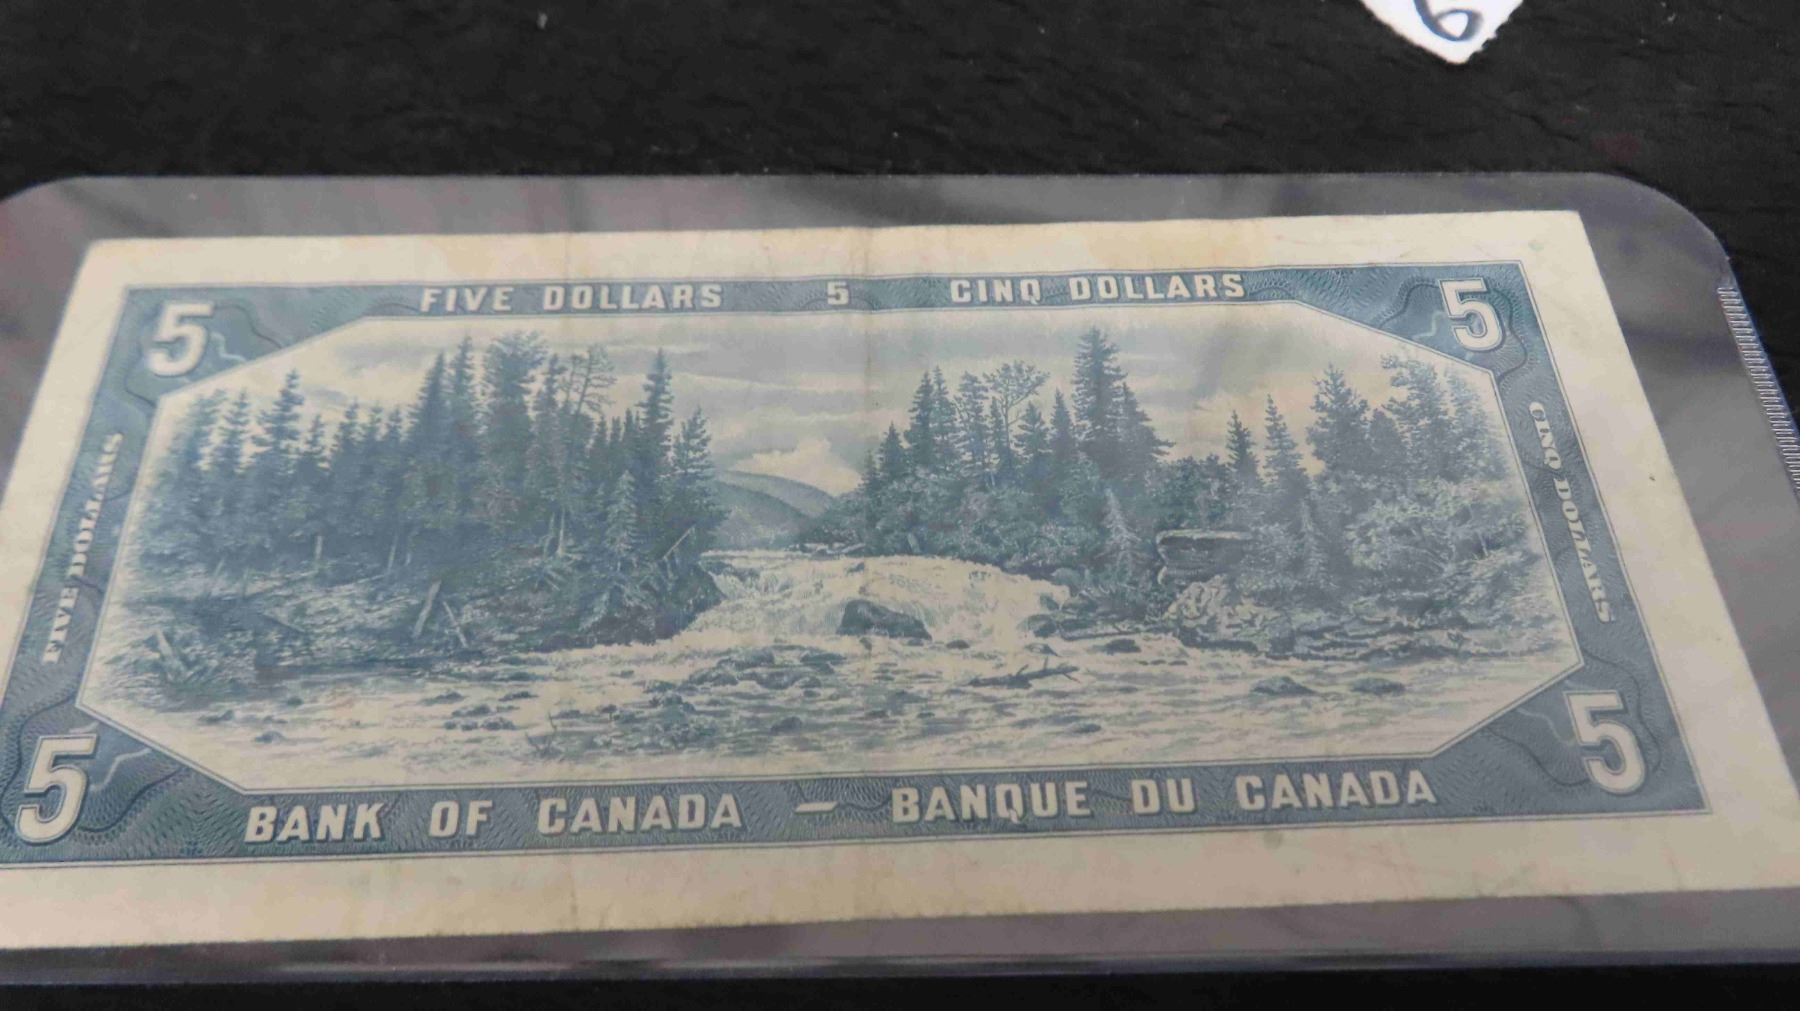 6
FIVE DOLLARS 5 CINQ DOLLARS
5 5
FIVE DOLLARS
CINQ DOLLARS
5 5
BANK OF CANADA — BANQUE DU CANADA